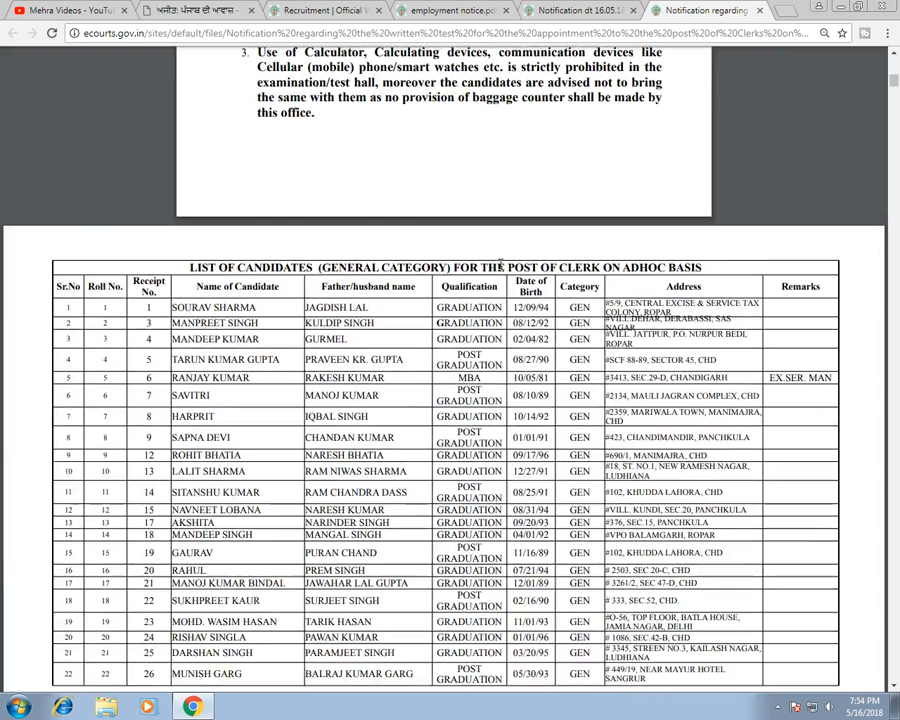 Mehra Videos - YouTu
ਅਜੀਤ: ਪੰਜਾਬ ਦੀ ਆਵਾਜ਼ -
Recruitment | Official W
employment notice.pd
Notification dt 16.05.18
Notification regarding
ecourts.gov.in/sites/default/files/Notification%20regarding%20the%20written%20test%20for%20the%20appointment%20to%20the%20post%20of%20Clerks%20on%...
3. Use of Calculator, Calculating devices, communication devices like
Cellular (mobile) phone/smart watches etc. is strictly prohibited in the
examination/test hall, moreover the candidates are advised not to bring
the same with them as no provision of baggage counter shall be made by
this office.
LIST OF CANDIDATES (GENERAL CATEGORY) FOR THE POST OF CLERK ON ADHOC BASIS
Sr.No Roll No. Receipt No. Name of Candidate Father/husband name Qualification Date of Birth Category Address Remarks
1 1 1 SOURAV SHARMA JAGDISH LAL GRADUATION 12/09/94 GEN #5/9, CENTRAL EXCISE & SERVICE TAX COLONY, ROPAR
2 2 3 MANPREET SINGH KULDIP SINGH GRADUATION 08/12/92 GEN #VILL DEHAR, DERABASSI, SAS NAGAR
3 3 4 MANDEEP KUMAR GURMEL GRADUATION 02/04/82 GEN #VILL. JATTPUR, P.O. NURPUR BEDI, ROPAR
4 4 5 TARUN KUMAR GUPTA PRAVEEN KR. GUPTA POST GRADUATION 08/27/90 GEN #SCF 88-89, SECTOR 45, CHD
5 5 6 RANJAY KUMAR RAKESH KUMAR MBA 10/05/81 GEN #3413, SEC.29-D, CHANDIGARH EX.SER. MAN
6 6 7 SAVITRI MANOJ KUMAR POST GRADUATION 08/10/89 GEN #2134, MAULI JAGRAN COMPLEX, CHD
7 7 8 HARPRIT IQBAL SINGH GRADUATION 10/14/92 GEN #2359, MARIWALA TOWN, MANIMAJRA, CHD
8 8 9 SAPNA DEVI CHANDAN KUMAR POST GRADUATION 01/01/91 GEN #423, CHANDIMANDIR, PANCHKULA
9 9 12 ROHIT BHATIA NARESH BHATIA GRADUATION 09/17/96 GEN #690/1, MANIMAJRA, CHD
10 10 13 LALIT SHARMA RAM NIWAS SHARMA GRADUATION 12/27/91 GEN #18, ST. NO.1, NEW RAMESH NAGAR, LUDHIANA
11 11 14 SITANSHU KUMAR RAM CHANDRA DASS POST GRADUATION 08/25/91 GEN #102, KHUDDA LAHORA, CHD
12 12 15 NAVNEET LOBANA NARESH KUMAR GRADUATION 08/31/94 GEN #VILL. KUNDI, SEC.20, PANCHKULA
13 13 17 AKSHITA NARINDER SINGH GRADUATION 09/20/93 GEN #376, SEC.15, PANCHKULA
14 14 18 MANDEEP SINGH MANGAL SINGH GRADUATION 04/01/92 GEN #VPO BALAMGARH, ROPAR
15 15 19 GAURAV PURAN CHAND POST GRADUATION 11/16/89 GEN #102, KHUDDA LAHORA, CHD
16 16 20 RAHUL PREM SINGH GRADUATION 07/21/94 GEN # 2503, SEC.20-C, CHD
17 17 21 MANOJ KUMAR BINDAL JAWAHAR LAL GUPTA GRADUATION 12/01/89 GEN # 3261/2, SEC 47-D, CHD
18 18 22 SUKHPREET KAUR SURJEET SINGH POST GRADUATION 02/16/90 GEN # 333, SEC.52, CHD
19 19 23 MOHD. WASIM HASAN TARIK HASAN GRADUATION 11/01/93 GEN #O-56, TOP FLOOR, BATLA HOUSE, JAMIA NAGAR, DELHI
20 20 24 RISHAV SINGLA PAWAN KUMAR GRADUATION 01/01/96 GEN # 1086, SEC.42-B, CHD
21 21 25 DARSHAN SINGH PARAMJEET SINGH GRADUATION 03/20/95 GEN # 3345, STREEN NO.3, KAILASH NAGAR, LUDHIANA
22 22 26 MUNISH GARG BALRAJ KUMAR GARG POST GRADUATION 05/30/93 GEN # 449/19, NEAR MAYUR HOTEL SANGRUR
7:54 PM
5/16/2018